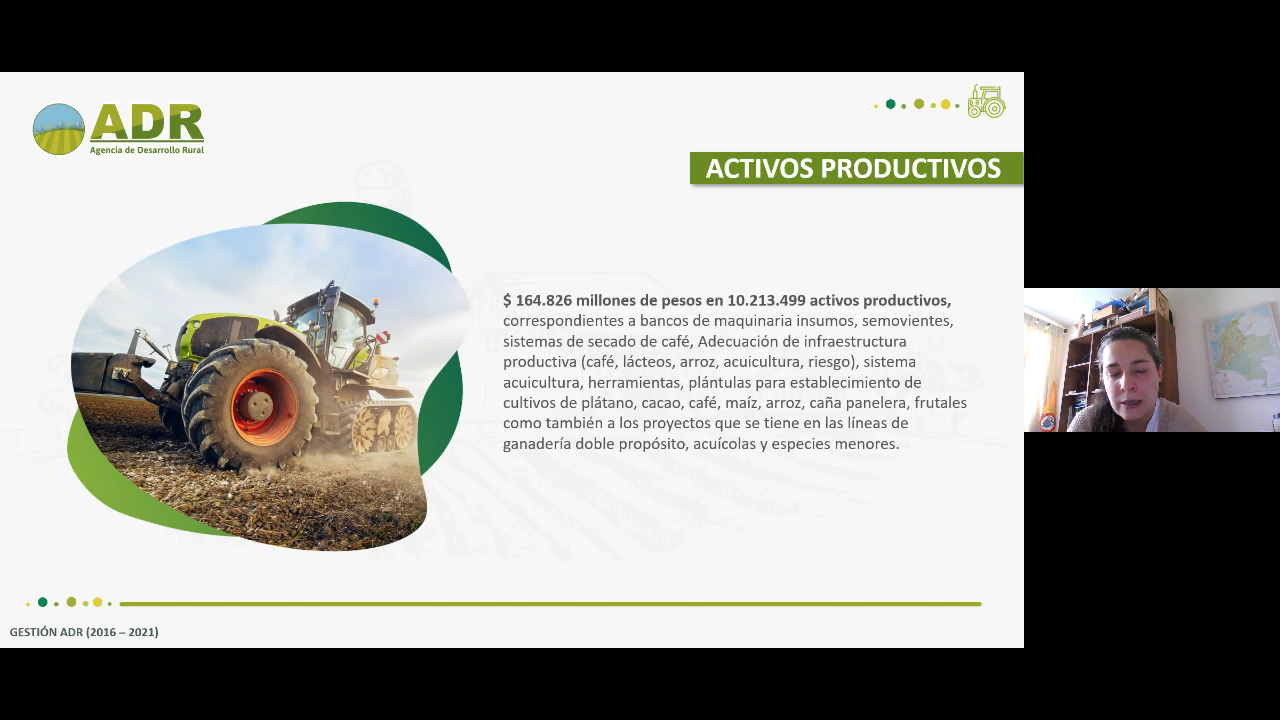 ADR
Agencia de Desarrollo Rural
ACTIVOS PRODUCTIVOS
$ 164.826 millones de pesos en 10.213.499 activos productivos,
correspondientes a bancos de maquinaria insumos, semovientes,
sistemas de secado de café, Adecuación de infraestructura
productiva (café, lácteos, arroz, acuicultura, riesgo), sistema
acuicultura, herramientas, plántulas para establecimiento de
cultivos de plátano, cacao, café, maíz, arroz, caña panelera, frutales
como también a los proyectos que se tiene en las líneas de
ganadería doble propósito, acuícolas y especies menores.
GESTIÓN ADR (2016 – 2021)